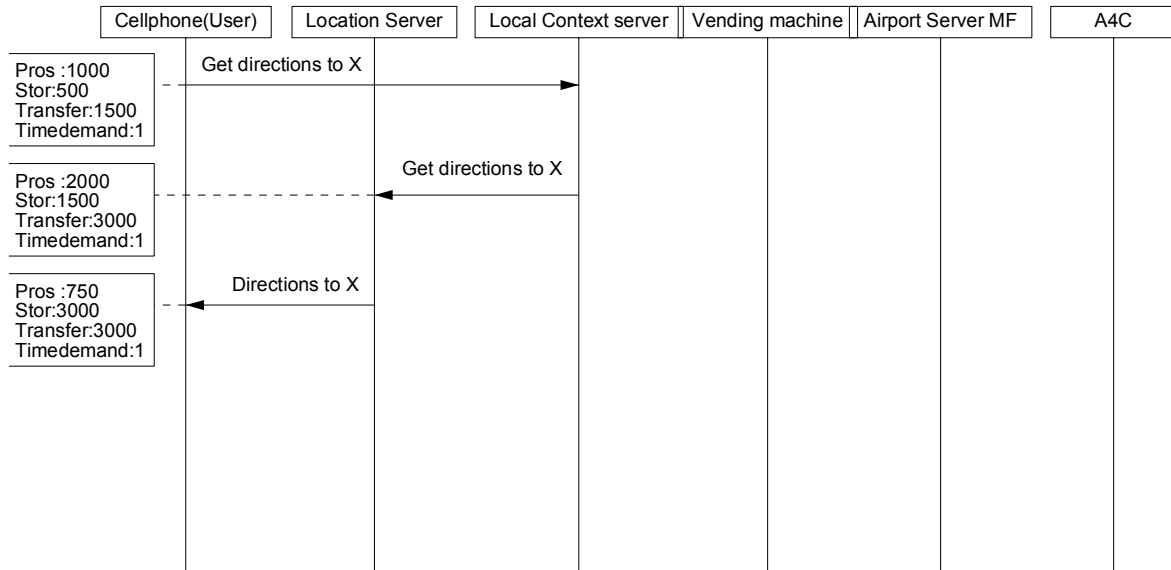 Cellphone(User)
Location Server
Local Context server
Vending machine
Airport Server MF
A4C
Pros :1000
Stor:500
Transfer:1500
Timedemand:1
Get directions to X
Pros :2000
Stor:1500
Transfer:3000
Timedemand:1
Get directions to X
Pros :750
Stor:3000
Transfer:3000
Timedemand:1
Directions to X